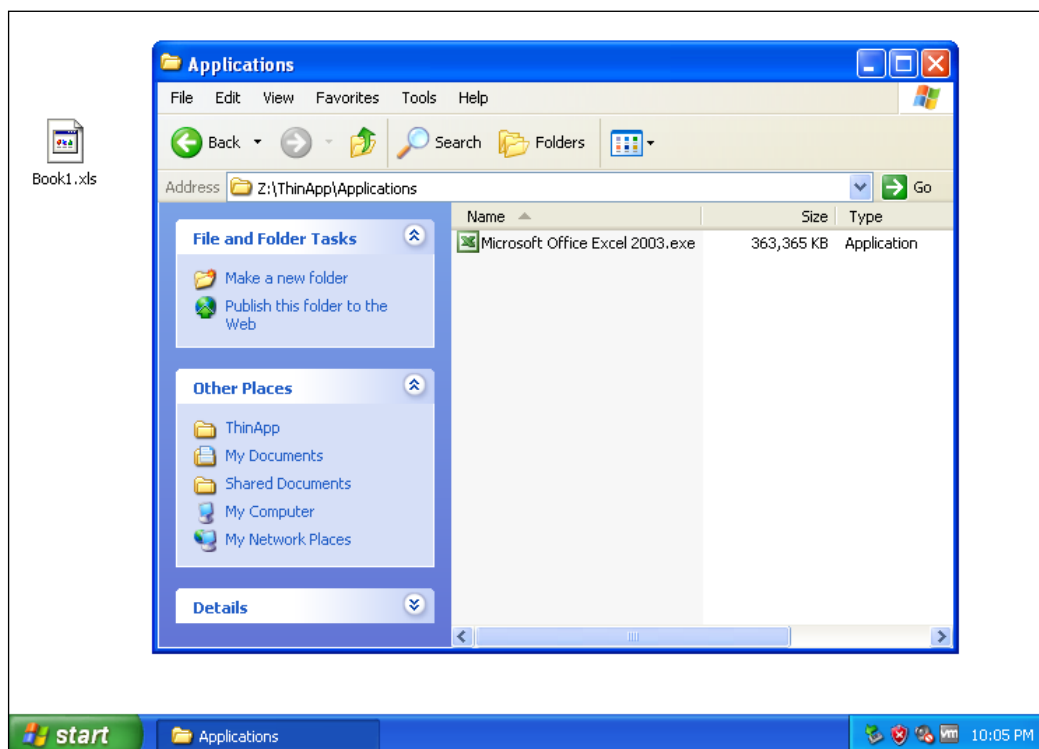 Applications
File Edit View Favorites Tools Help
Back Search Folders
Book1.xls
Address Z:\ThinApp\Applications Go
Name Size Type
Microsoft Office Excel 2003.exe 363,365 KB Application
File and Folder Tasks
Make a new folder
Publish this folder to the
Web
Other Places
ThinApp
My Documents
Shared Documents
My Computer
My Network Places
Details
start Applications vm 10:05 PM